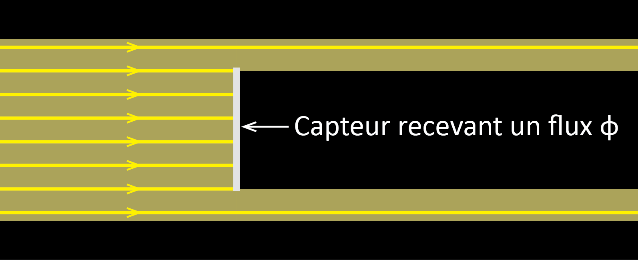 Capteur recevant un flux ϕ